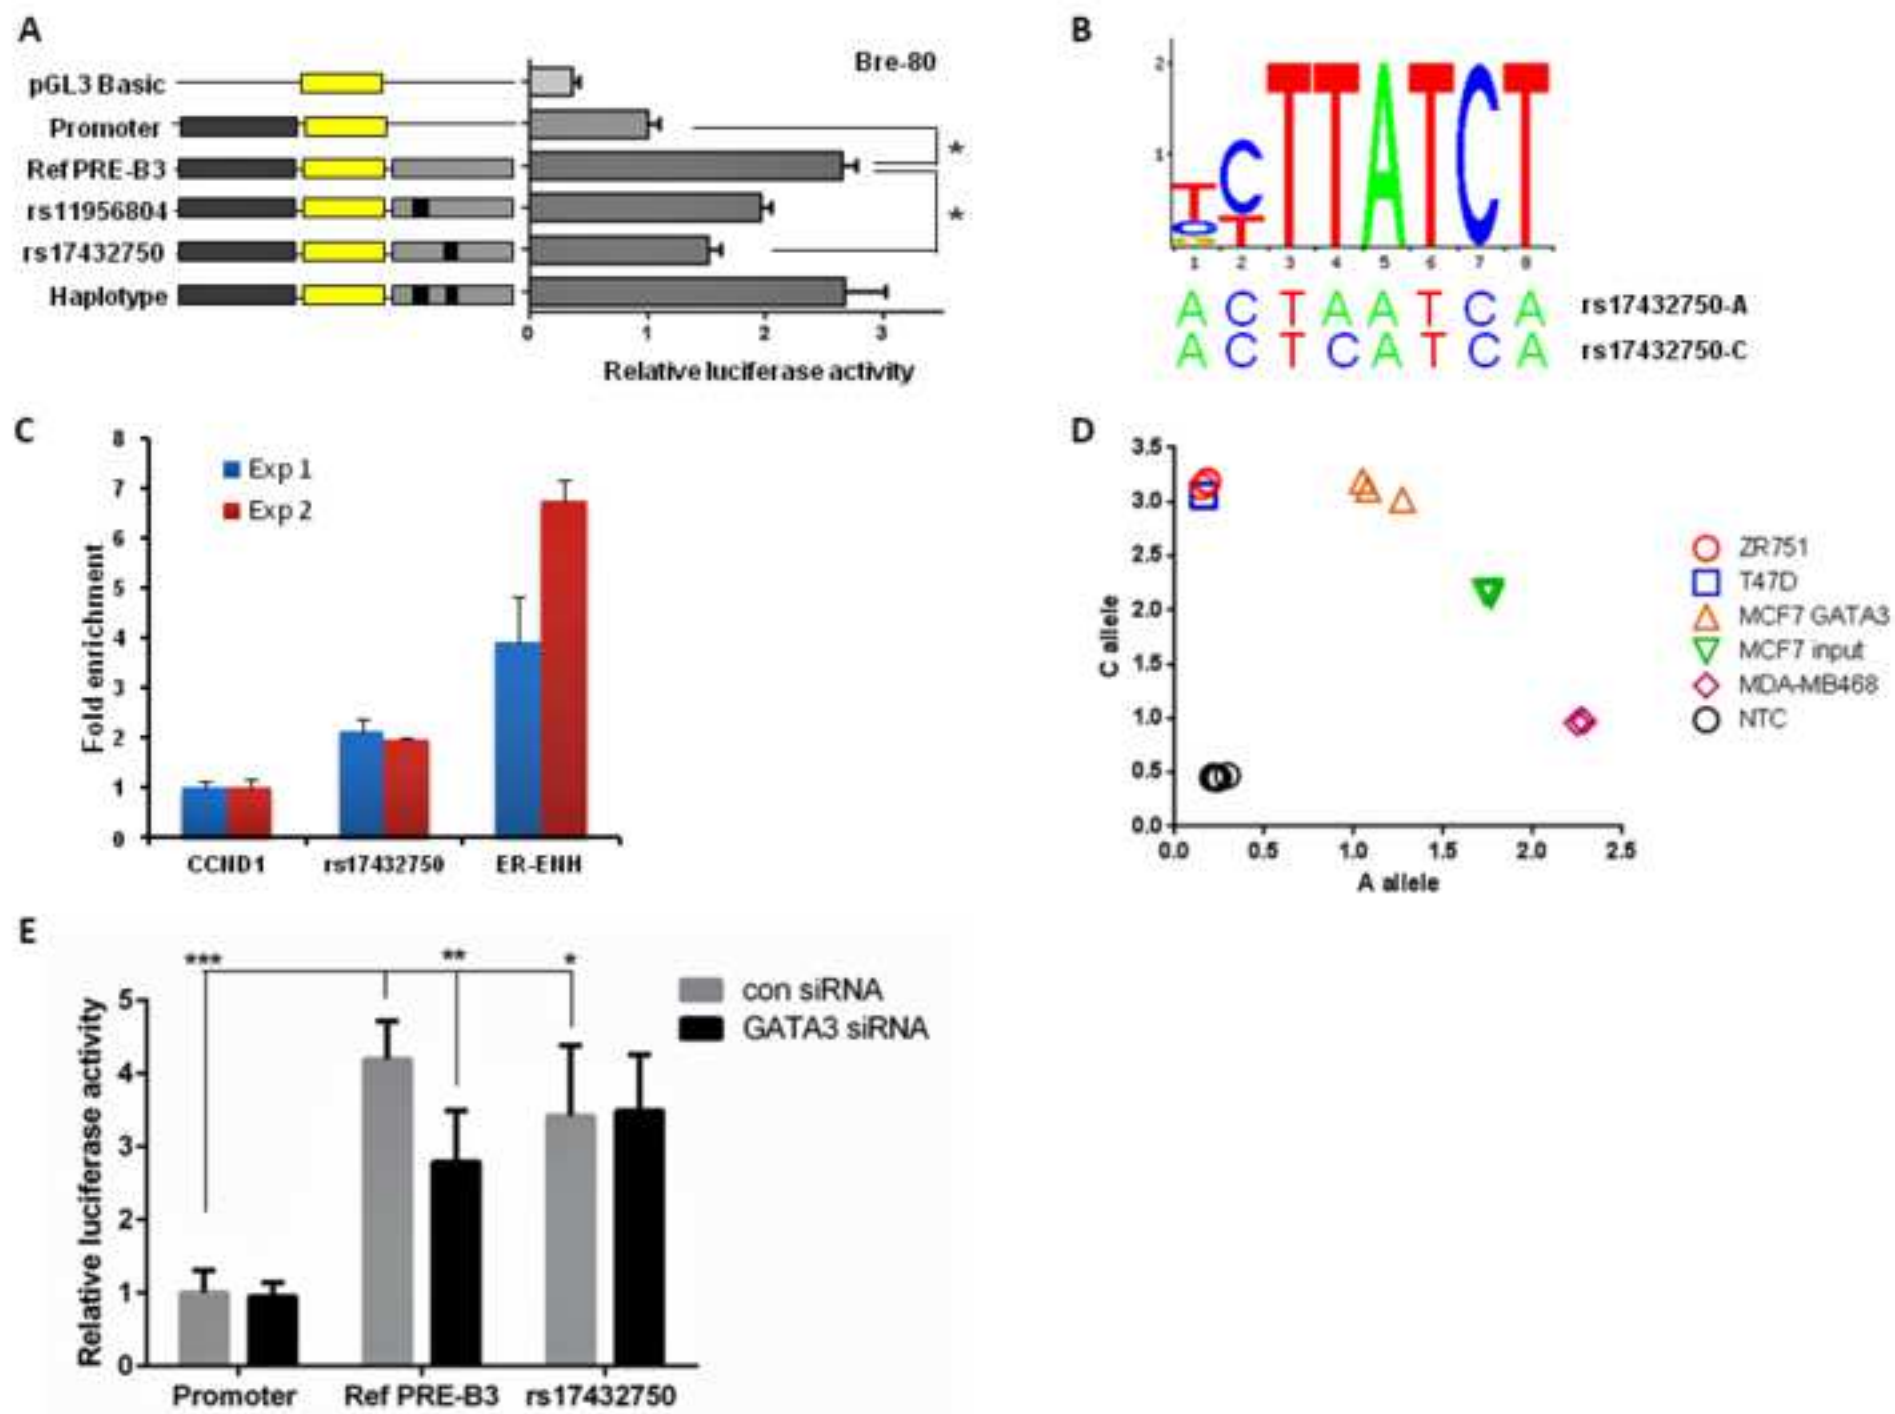 A
Bre-80
pGL3 Basic
Promoter
Ref PRE-B3
rs11956804
rs17432750
Haplotype
*
*
0 1 2 3
Relative luciferase activity
B
2
1
T C T T A T C T
C T
1 2 3 4 5 6 7 8
A C T A A T C A rs17432750-A
A C T C A T C A rs17432750-C
C
8
7
6
5
4
3
2
1
0
Fold enrichment
Exp 1
Exp 2
CCND1 rs17432750 ER-ENH
D
3.5
3.0
2.5
2.0
1.5
1.0
0.5
0.0
C allele
0.0 0.5 1.0 1.5 2.0 2.5
A allele
ZR751
T47D
MCF7 GATA3
MCF7 input
MDA-MB468
NTC
E
*** ** *
5
4
3
2
1
0
Relative luciferase activity
con siRNA
GATA3 siRNA
Promoter Ref PRE-B3 rs17432750